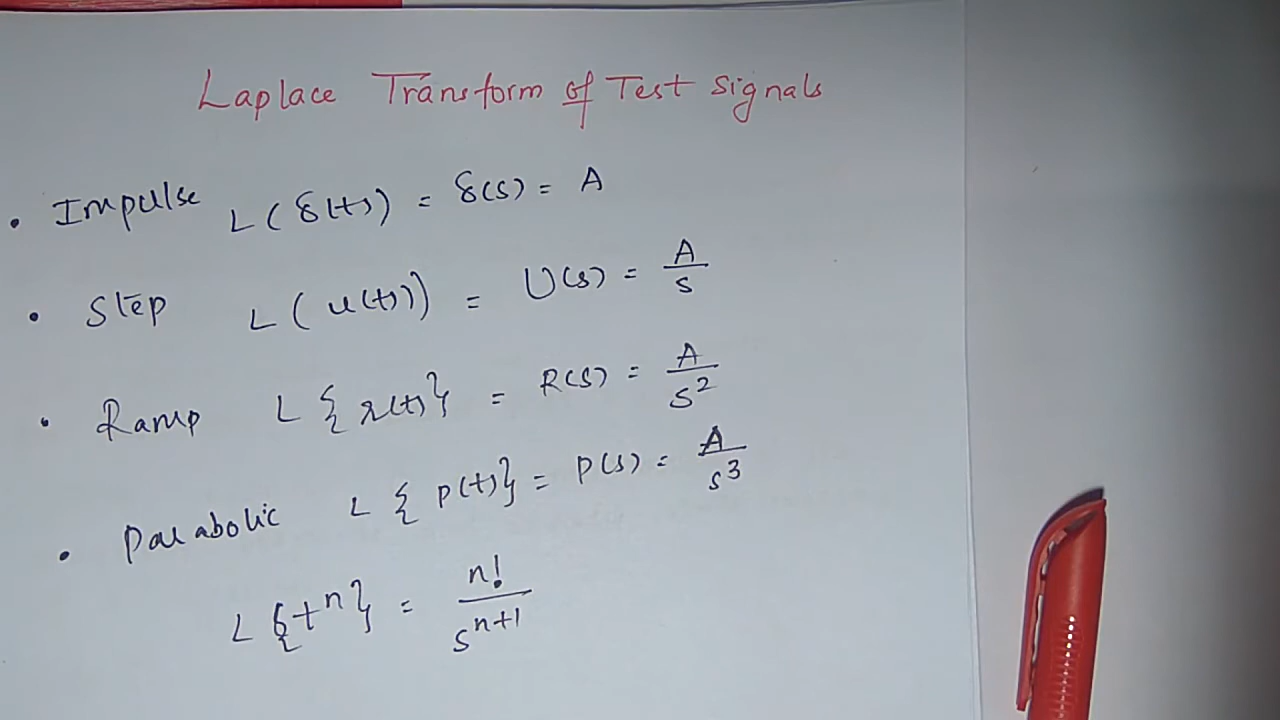 Laplace Transform of Test Signals
• Impulse L(δ(t)) = δ(s) = A
• Step L(u(t)) = U(s) = A/s
• Ramp L{r(t)} = R(s) = A/s²
• Parabolic L{p(t)} = P(s) = A/s³
L{tⁿ} = n!/sⁿ⁺¹